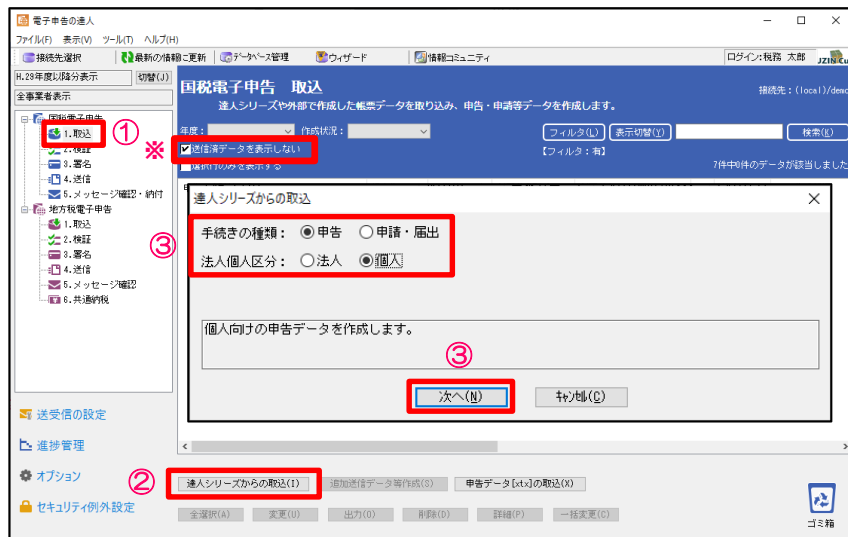 電子申告の達人
ファイル(F) 表示(V) ツール(T) ヘルプ(H)
接続先選択 最新の情報に更新 データベース管理 ウィザード 情報コミュニティ ログイン:税務 太郎 JZIN Cu
H.28年度以降分表示 切替(J)
全事業者表示
国税電子申告 取込
接続先：(local)/demo
達人シリーズや外部で作成した帳票データを取り込み、申告・申請等データを作成します。
国税電子申告
① 1.取込
2.検証
3.署名
4.送信
5.メッセージ確認・納付
地方税電子申告
1.取込
2.検証
3.署名
4.送信
5.メッセージ確認
6.共通納税
年度： 作成状況： フィルタ(L) 表示切替(Y) 検索(K)
※ 送信済データを表示しない 【フィルタ：有】
選択行のみを表示する 7件中0件のデータが該当しました
達人シリーズからの取込
③ 手続きの種類： 申告 申請・届出
法人個人区分： 法人 個人
個人向けの申告データを作成します。
③
次へ(N) キャンセル(C)
送受信の設定
進捗管理
オプション
セキュリティ例外設定
② 達人シリーズからの取込(I) 追加送信データ等作成(S) 申告データ[xtx]の取込(X)
全選択(A) 変更(U) 出力(O) 削除(D) 詳細(P) 一括変更(C)
ゴミ箱